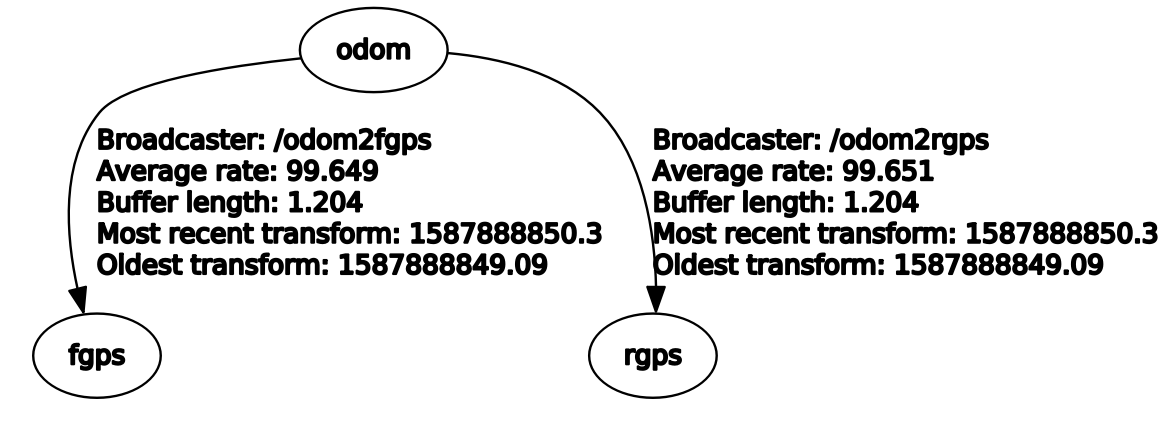 odom
Broadcaster: /odom2fgps
Average rate: 99.649
Buffer length: 1.204
Most recent transform: 1587888850.3
Oldest transform: 1587888849.09
Broadcaster: /odom2rgps
Average rate: 99.651
Buffer length: 1.204
Most recent transform: 1587888850.3
Oldest transform: 1587888849.09
fgps
rgps